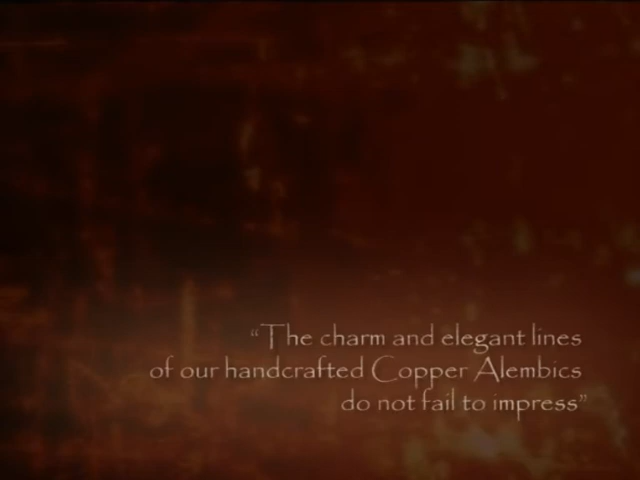 “The charm and elegant lines
of our handcrafted Copper Alembics
do not fail to impress”